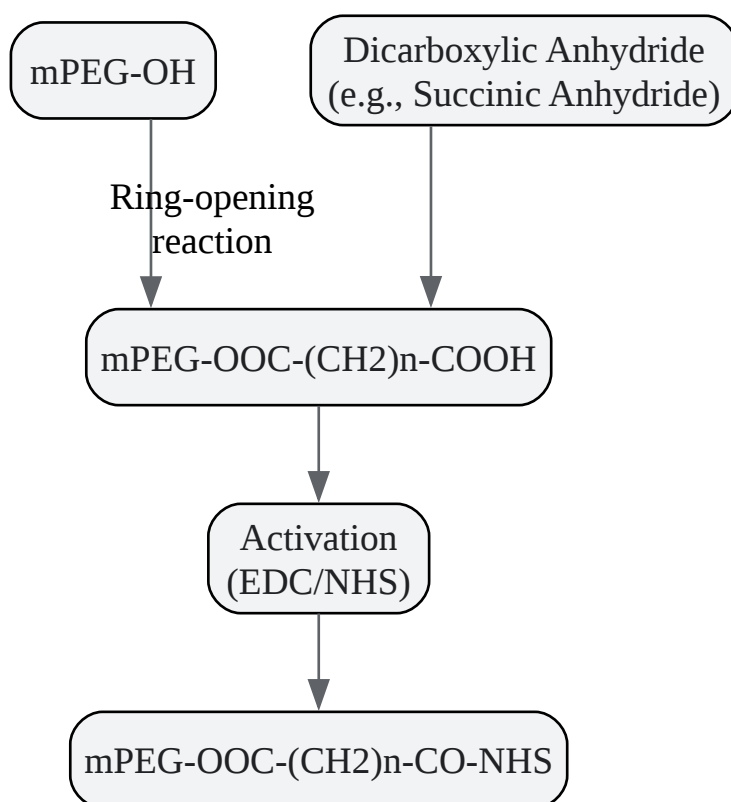 mPEG-OH
Dicarboxylic Anhydride
(e.g., Succinic Anhydride)
Ring-opening
reaction
mPEG-OOC-(CH2)n-COOH
Activation
(EDC/NHS)
mPEG-OOC-(CH2)n-CO-NHS